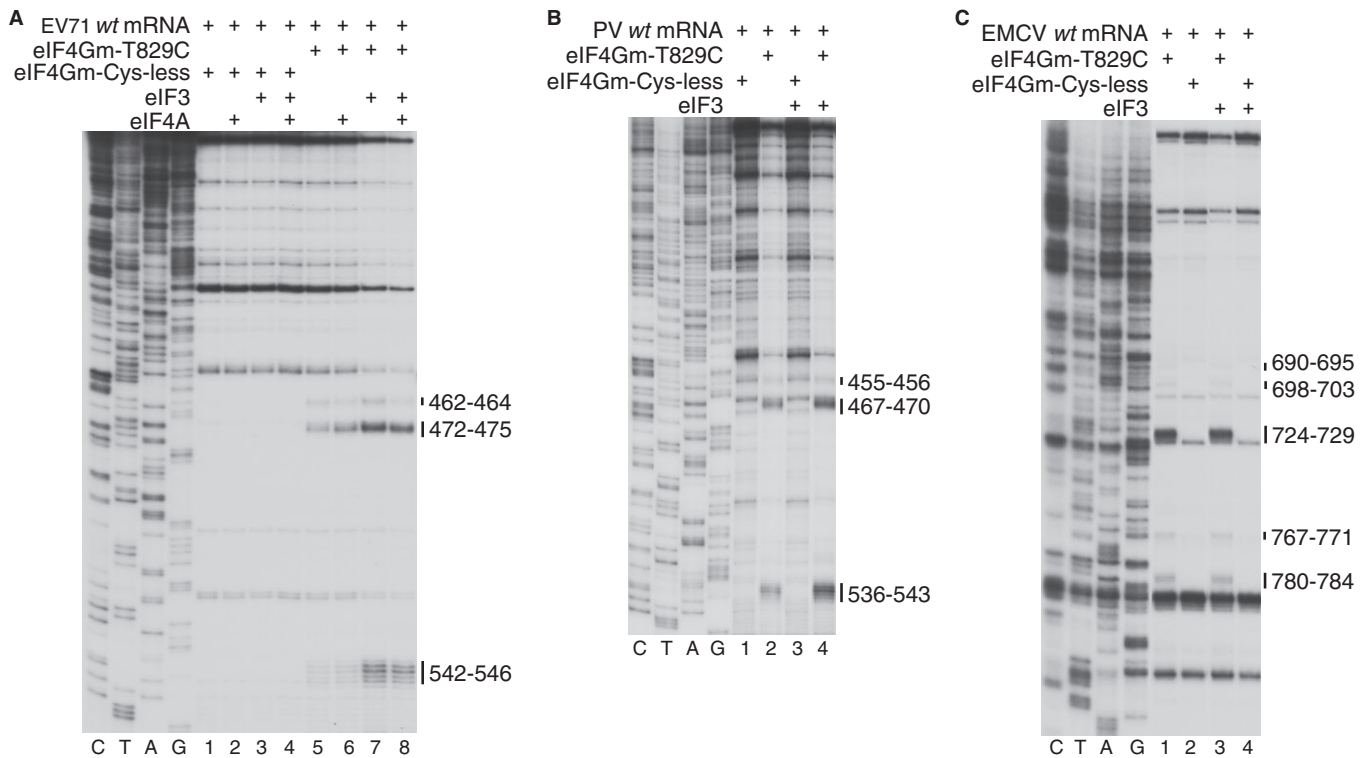 A
EV71 wt mRNA + + + + + + + +
eIF4Gm-T829C + + + +
eIF4Gm-Cys-less + + + +
eIF3 + + + +
eIF4A + + + +
462-464
472-475
542-546
C T A G 1 2 3 4 5 6 7 8
B
PV wt mRNA + + + +
eIF4Gm-T829C + +
eIF4Gm-Cys-less + +
eIF3 + +
455-456
467-470
536-543
C T A G 1 2 3 4
C
EMCV wt mRNA + + + +
eIF4Gm-T829C + +
eIF4Gm-Cys-less + +
eIF3 + +
690-695
698-703
724-729
767-771
780-784
C T A G 1 2 3 4